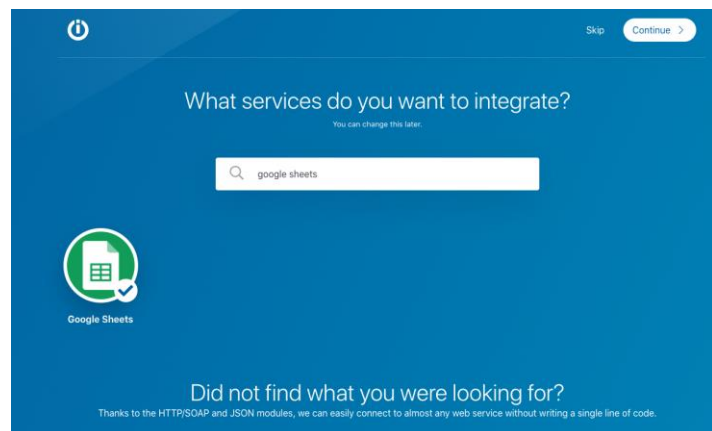 Skip
Continue
What services do you want to integrate?
You can change this later.
google sheets
Google Sheets
Did not find what you were looking for?
Thanks to the HTTP/SOAP and JSON modules, we can easily connect to almost any web service without writing a single line of code.